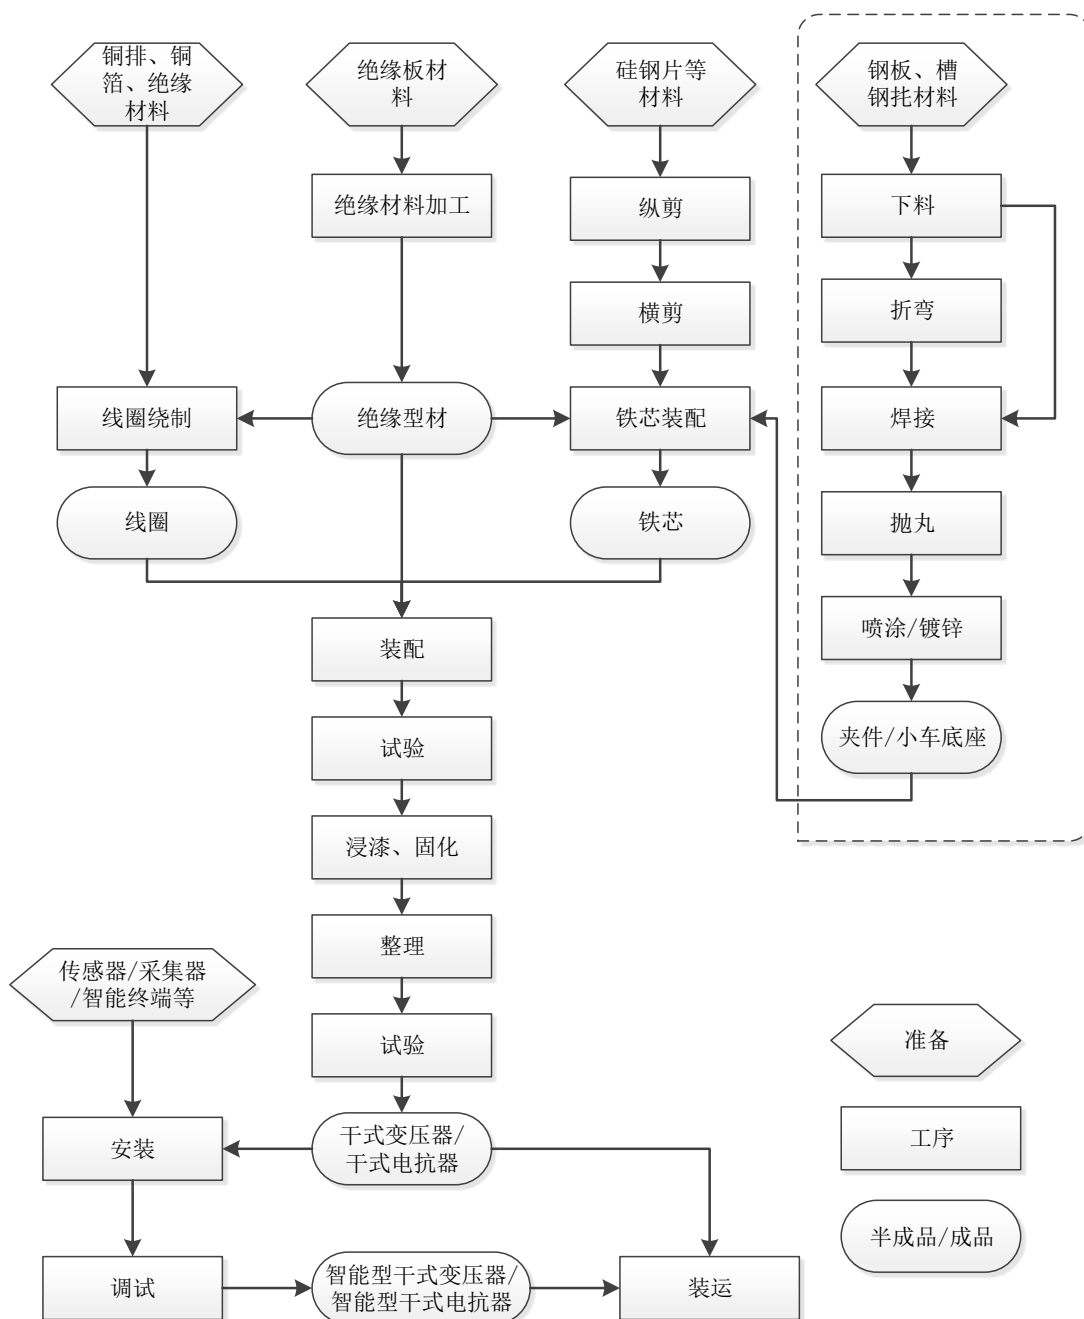 铜排、铜
箔、绝缘
材料
绝缘板材
料
硅钢片等
材料
钢板、槽
钢托材料
绝缘材料加工
纵剪
下料
横剪
折弯
线圈绕制
绝缘型材
铁芯装配
焊接
线圈
铁芯
抛丸
装配
喷涂/镀锌
试验
夹件/小车底座
浸漆、固化
整理
传感器/采集器
/智能终端等
试验
准备
安装
干式变压器/
干式电抗器
工序
调试
智能型干式变压器/
智能型干式电抗器
装运
半成品/成品